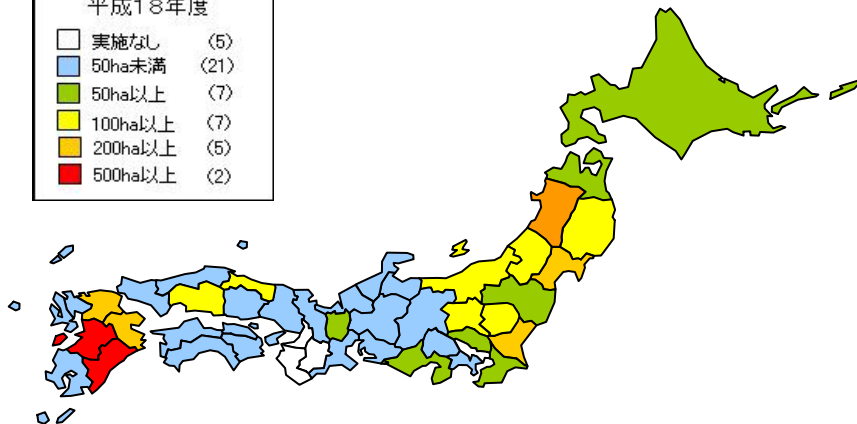 平成18年度
実施なし (5)
50ha未満 (21)
50ha以上 (7)
100ha以上 (7)
200ha以上 (5)
500ha以上 (2)